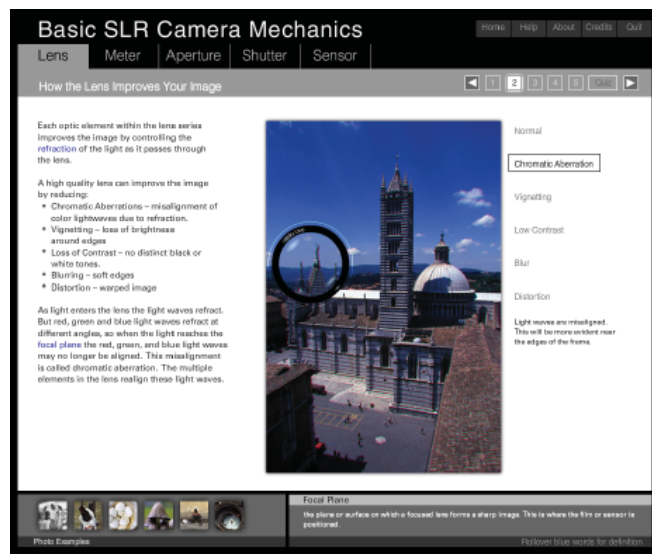 Basic SLR Camera Mechanics
Home Help About Credits Quit
Lens Meter Aperture Shutter Sensor
How the Lens Improves Your Image
1 2 3 4 5 Quiz
Each optic element within the lens series
improves the image by controlling the
refraction of the light as it passes through
the lens.
A high quality lens can improve the image
by reducing:
• Chromatic Aberrations – misalignment of
color lightwaves due to refraction.
• Vignetting – loss of brightness
around edges
• Loss of Contrast – no distinct black or
white tones.
• Blurring – soft edges
• Distortion – warped image
As light enters the lens the light waves refract.
But red, green and blue light waves refract at
different angles, so when the light reaches the
focal plane the red, green, and blue light waves
may no longer be aligned. This misalignment
is called chromatic aberration. The multiple
elements in the lens realign these light waves.
Normal
Chromatic Aberration
Vignetting
Low Contrast
Blur
Distortion
Light waves are misaligned.
This will be more evident near
the edges of the frame.
Photo Examples
Focal Plane
the plane or surface on which a focused lens forms a sharp image. This is where the film or sensor is
positioned.
Rollover blue words for definition